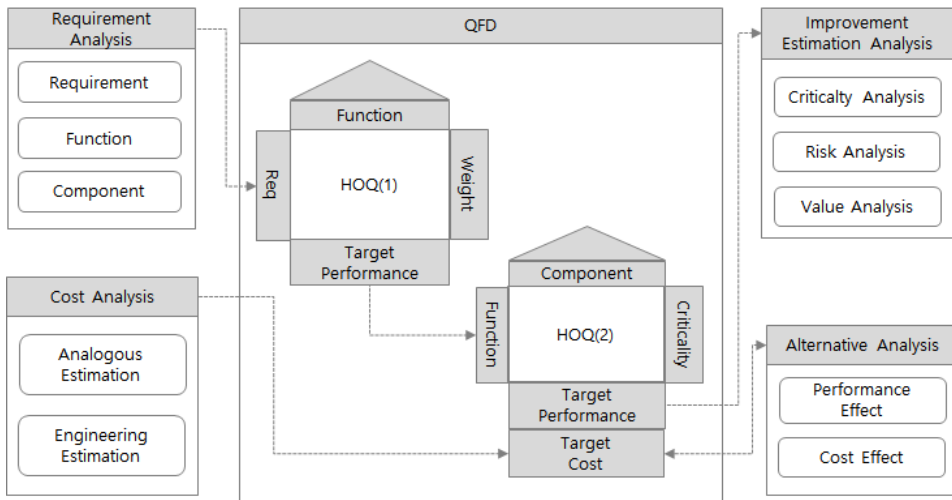 Requirement
Analysis
Requirement
Function
Component
Cost Analysis
Analogous
Estimation
Engineering
Estimation
QFD
Function
Req
HOQ(1)
Weight
Target
Performance
Component
Function
HOQ(2)
Criticality
Target
Performance
Target
Cost
Improvement
Estimation Analysis
Criticalty Analysis
Risk Analysis
Value Analysis
Alternative Analysis
Performance
Effect
Cost Effect